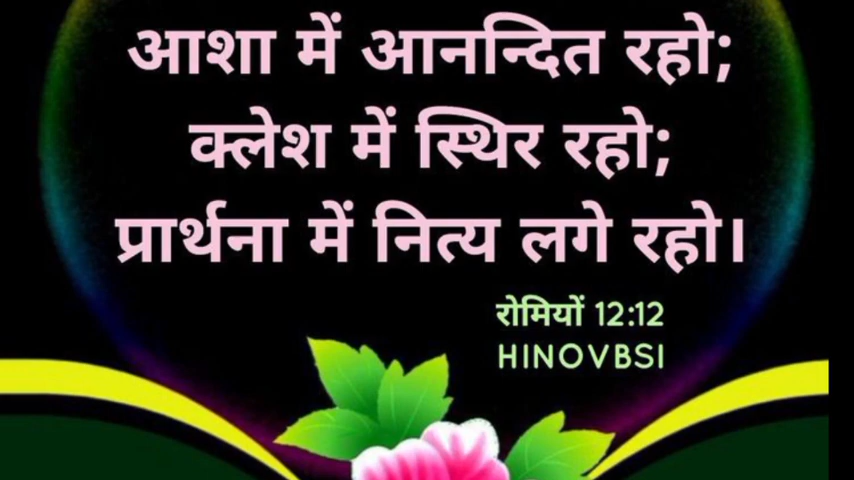 आशा में आनन्दित रहो;
क्लेश में स्थिर रहो;
प्रार्थना में नित्य लगे रहो।
रोमियों 12:12
HINOVBSI